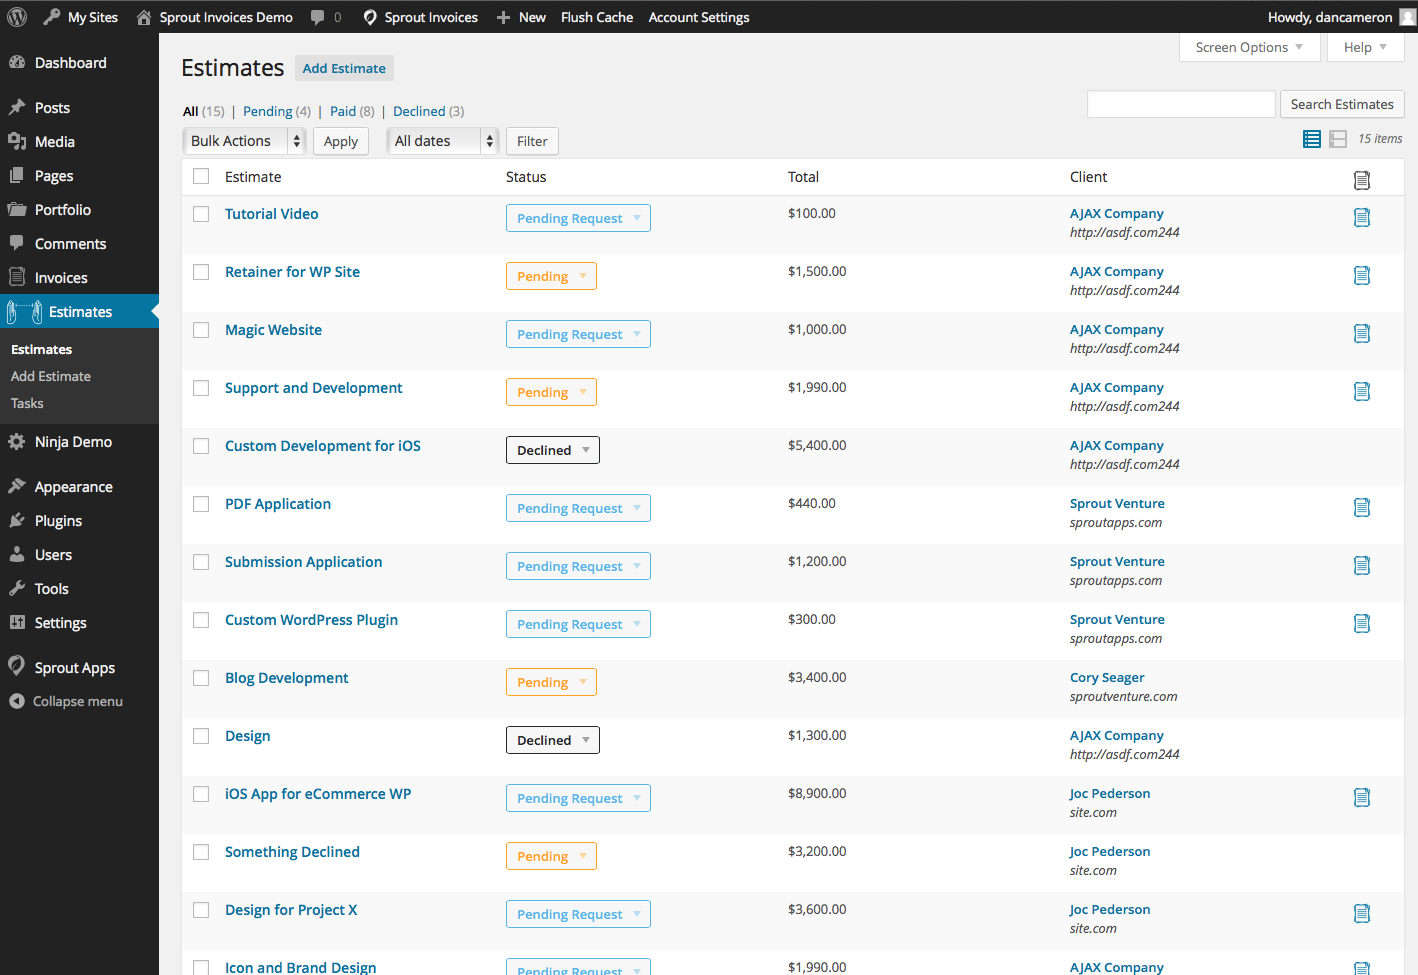 My Sites Sprout Invoices Demo 0 Sprout Invoices New Flush Cache Account Settings Howdy, dancameron
Dashboard
Posts
Media
Pages
Portfolio
Comments
Invoices
Estimates
Estimates
Add Estimate
Tasks
Ninja Demo
Appearance
Plugins
Users
Tools
Settings
Sprout Apps
Collapse menu
Screen Options Help
Estimates Add Estimate
All (15) | Pending (4) | Paid (8) | Declined (3)
Search Estimates
Bulk Actions Apply All dates Filter
15 items
Estimate Status Total Client
Tutorial Video Pending Request $100.00 AJAX Company
http://asdf.com244
Retainer for WP Site Pending $1,500.00 AJAX Company
http://asdf.com244
Magic Website Pending Request $1,000.00 AJAX Company
http://asdf.com244
Support and Development Pending $1,990.00 AJAX Company
http://asdf.com244
Custom Development for iOS Declined $5,400.00 AJAX Company
http://asdf.com244
PDF Application Pending Request $440.00 Sprout Venture
sproutapps.com
Submission Application Pending Request $1,200.00 Sprout Venture
sproutapps.com
Custom WordPress Plugin Pending Request $300.00 Sprout Venture
sproutapps.com
Blog Development Pending $3,400.00 Cory Seager
sproutventure.com
Design Declined $1,300.00 AJAX Company
http://asdf.com244
iOS App for eCommerce WP Pending Request $8,900.00 Joc Pederson
site.com
Something Declined Pending $3,200.00 Joc Pederson
site.com
Design for Project X Pending Request $3,600.00 Joc Pederson
site.com
Icon and Brand Design Pending Request $1,990.00 AJAX Company